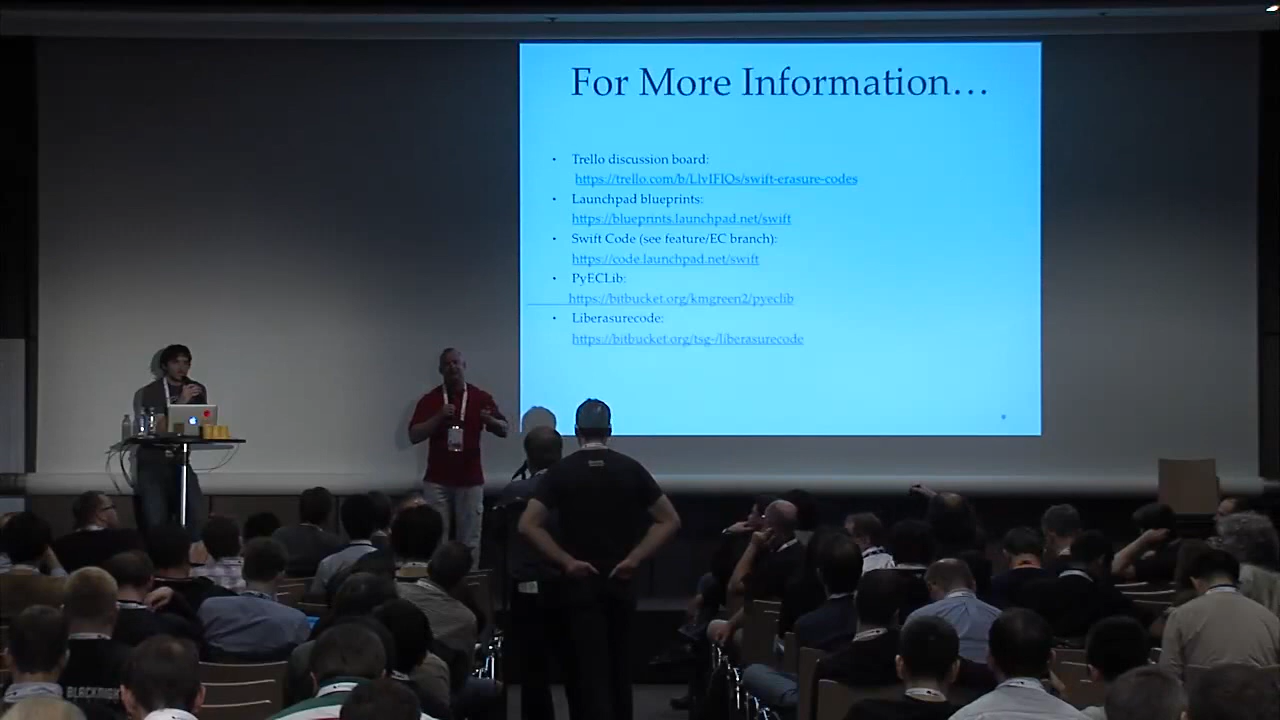 For More Information…
• Trello discussion board:
https://trello.com/b/LlvIFIQs/swift-erasure-codes
• Launchpad blueprints:
https://blueprints.launchpad.net/swift
• Swift Code (see feature/EC branch):
https://code.launchpad.net/swift
• PyECLib:
https://bitbucket.org/kmgreen2/pyeclib
• Liberasurecode:
https://bitbucket.org/tsg-/liberasurecode